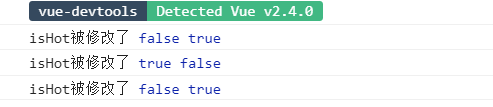 vue-devtools Detected Vue v2.4.0
isHot被修改了 false true
isHot被修改了 true false
isHot被修改了 false true